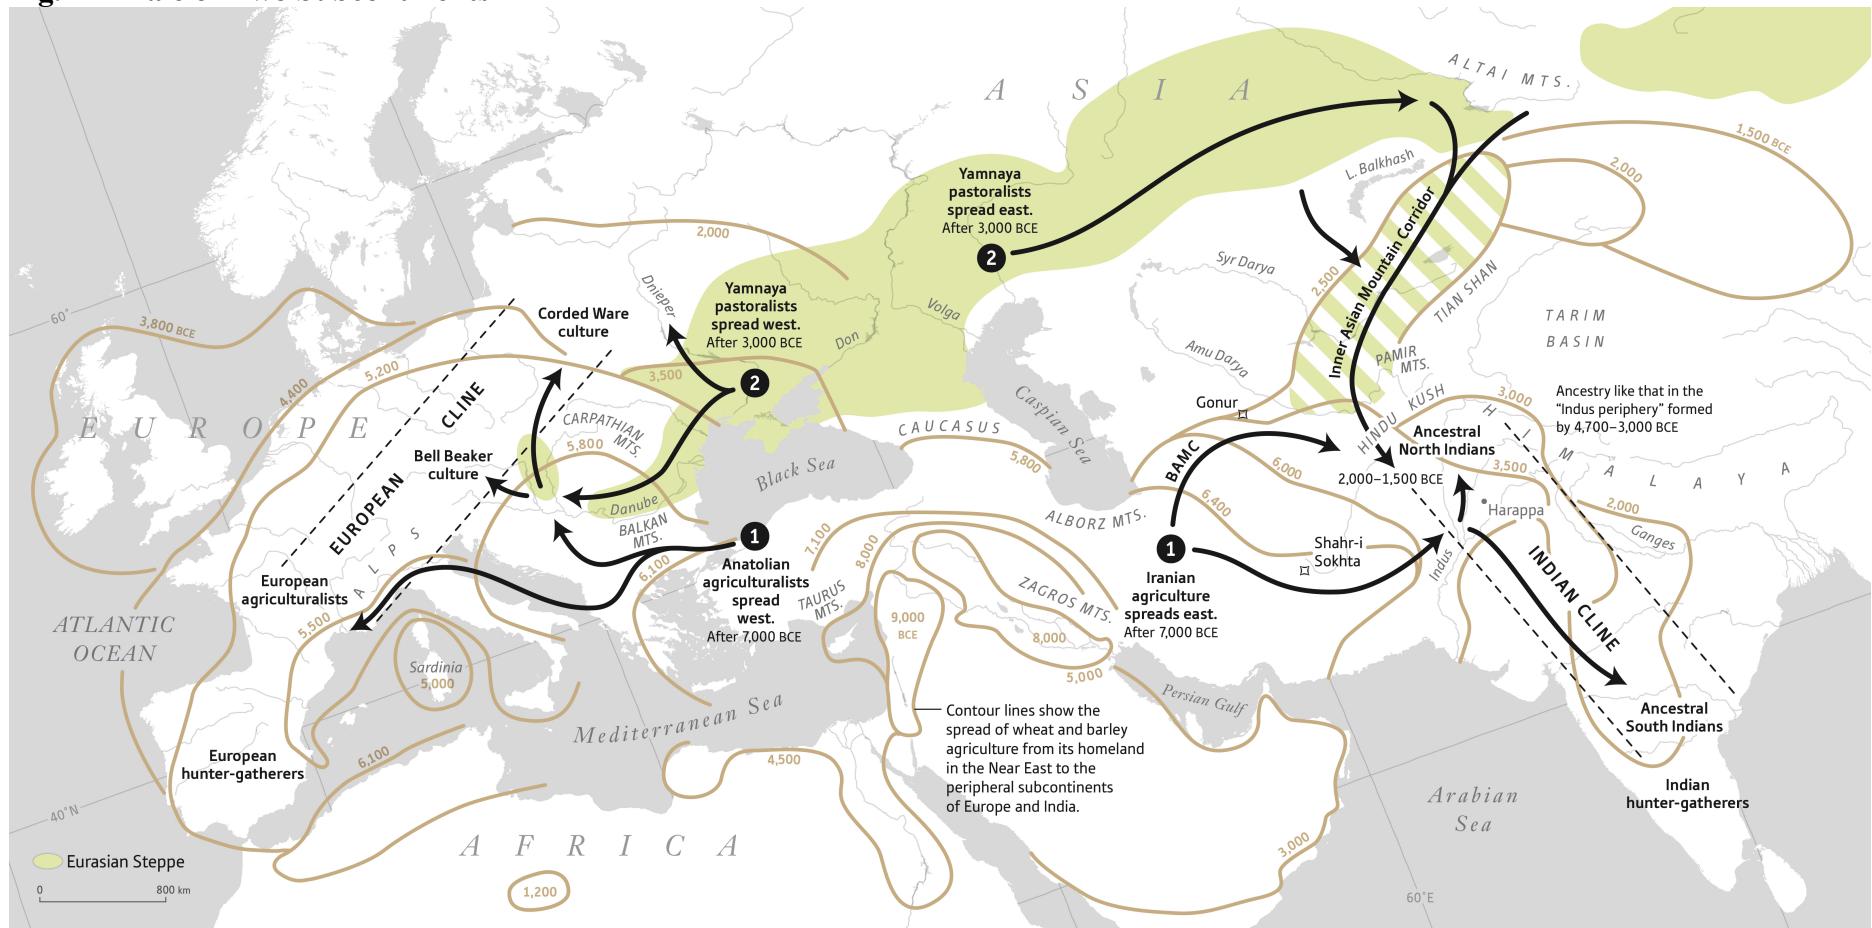 ASIA
ALTAI MTS.
1,500 BCE
2,000
L. Balkhash
Yamnaya
pastoralists
spread east.
After 3,000 BCE
2
2,000
Dnieper
Syr Darya
2,500
Inner Asian Mountain Corridor
TIAN SHAN
60°
3,800 BCE
Corded Ware
culture
Yamnaya
pastoralists
spread west.
After 3,000 BCE
2
Volga
Don
TARIM
BASIN
Amu Darya
PAMIR
MTS.
4,400
5,200
3,500
CLINE
EUROPEAN
EUROPE
CARPATHIAN
MTS.
5,800
Caspian Sea
Gonur
HINDU KUSH
3,000
Ancestry like that in the
“Indus periphery” formed
by 4,700–3,000 BCE
HIMALAYA
CAUCASUS
5,800
Ancestral
North Indians
Bell Beaker
culture
Black Sea
BAMC
6,000
3,500
2,000–1,500 BCE
Danube
BALKAN
MTS.
6,400
ALBORZ MTS.
Harappa
2,000
Ganges
ALPS
1
Anatolian
agriculturalists
spread
west.
After 7,000 BCE
6,100
7,100
8,000
1
Iranian
agriculture
spreads east.
After 7,000 BCE
Shahr-i
Sokhta
Indus
INDIAN CLINE
European
agriculturalists
TAURUS
MTS.
ZAGROS MTS.
9,000
BCE
8,000
5,000
5,500
ATLANTIC
OCEAN
Sardinia
5,000
Persian Gulf
Mediterranean Sea
Contour lines show the
spread of wheat and barley
agriculture from its homeland
in the Near East to the
peripheral subcontinents
of Europe and India.
Ancestral
South Indians
European
hunter-gatherers
6,100
4,500
Indian
hunter-gatherers
Arabian
Sea
40°N
AFRICA
3,000
Eurasian Steppe
0 800 km
1,200
60°E